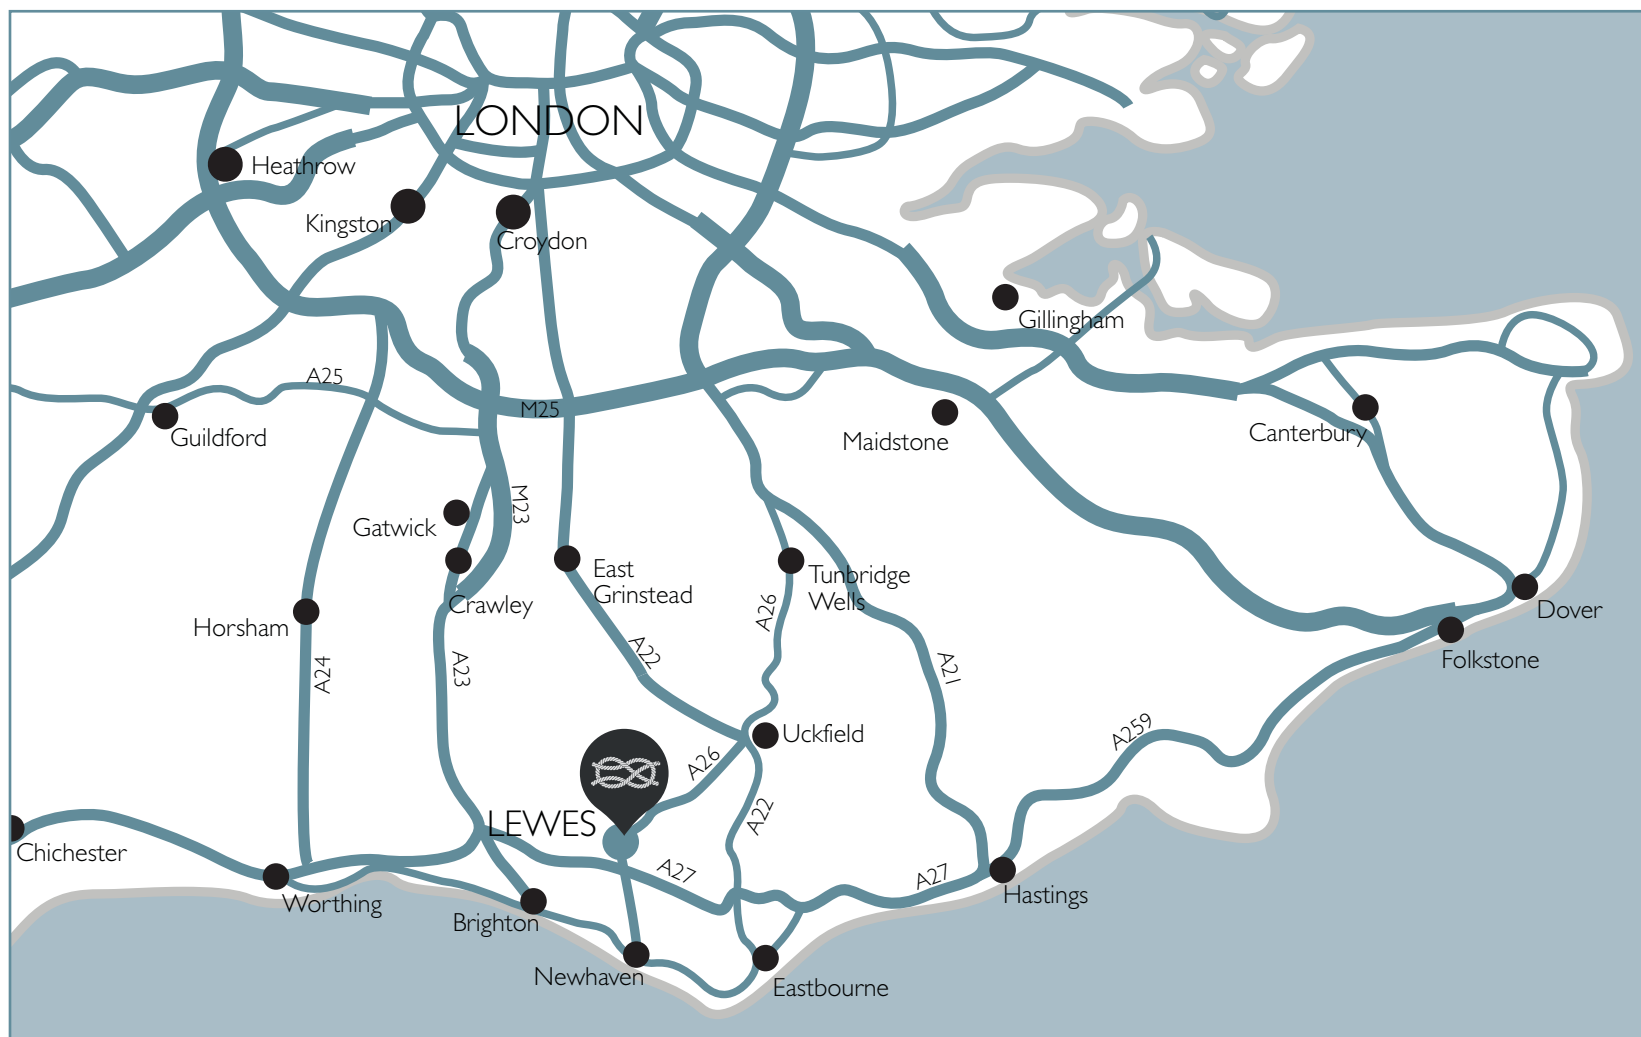 LONDON
Heathrow
Kingston
Croydon
Gillingham
A25
M25
Guildford
Maidstone
Canterbury
M23
Gatwick
East
Grinstead
Tunbridge
Wells
Crawley
Horsham
A26
Dover
A22
A23
A24
A21
Folkstone
Uckfield
A259
A26
A22
LEWES
Chichester
A27
A27
Hastings
Worthing
Brighton
Newhaven
Eastbourne